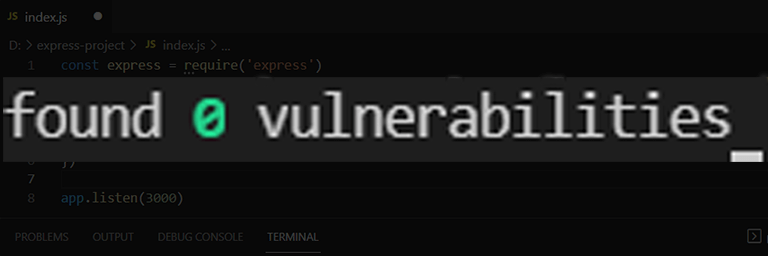 JS index.js
D: > express-project > JS index.js > ...
1 const express = require('express')
found 0 vulnerabilities
})
7
8 app.listen(3000)
PROBLEMS OUTPUT DEBUG CONSOLE TERMINAL